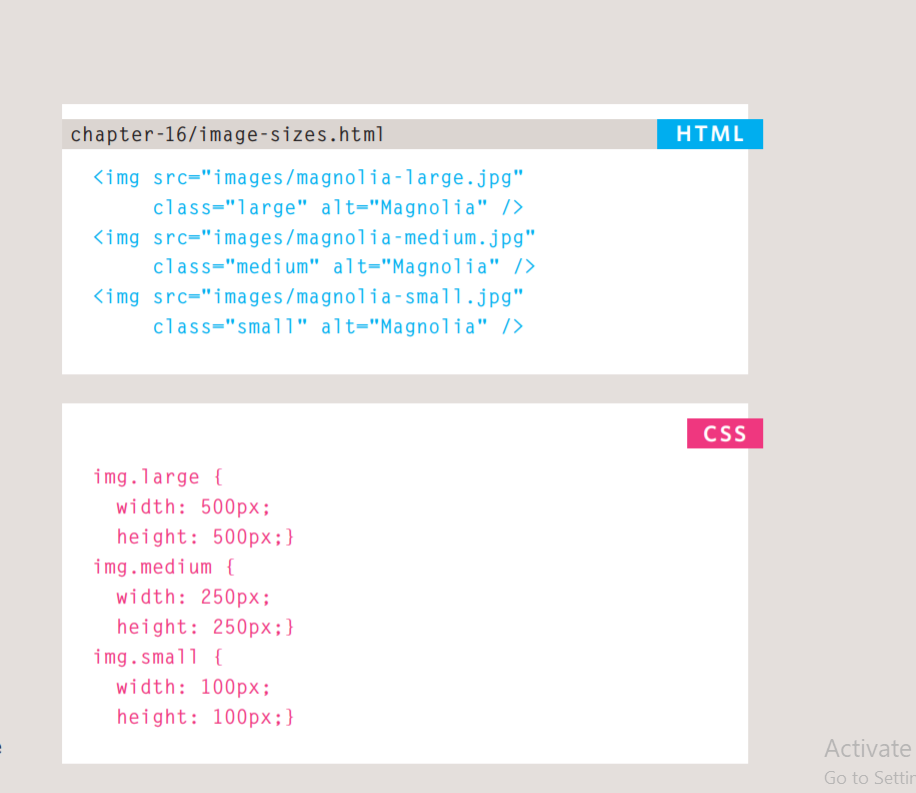 chapter-16/image-sizes.html
HTML
<img src="images/magnolia-large.jpg"
     class="large" alt="Magnolia" />
<img src="images/magnolia-medium.jpg"
     class="medium" alt="Magnolia" />
<img src="images/magnolia-small.jpg"
     class="small" alt="Magnolia" />
CSS
img.large {
  width: 500px;
  height: 500px;}
img.medium {
  width: 250px;
  height: 250px;}
img.small {
  width: 100px;
  height: 100px;}
Activate
Go to